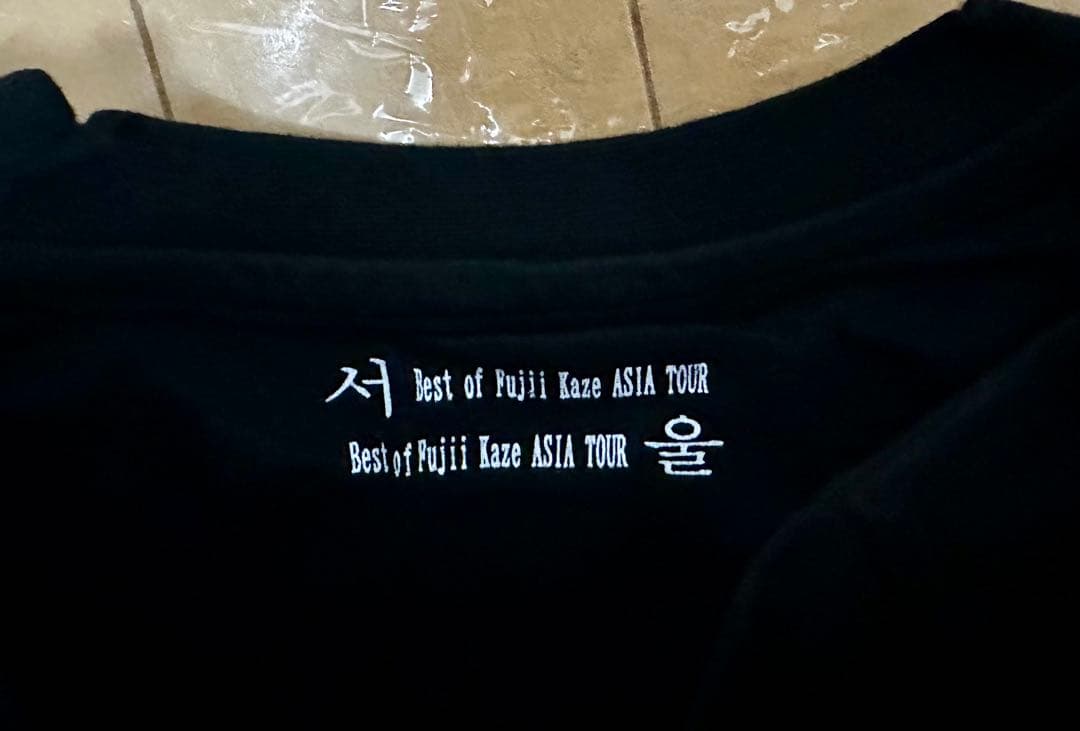 저 Best of Fujii Kaze ASIA TOUR
Best of Fujii Kaze ASIA TOUR 울